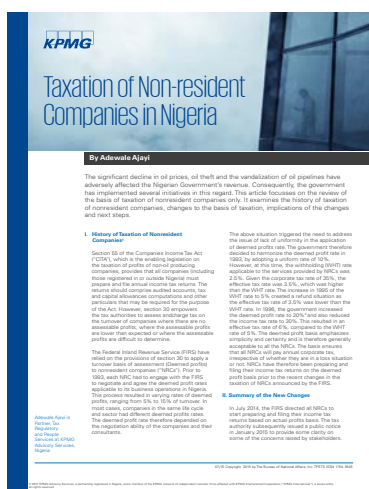 KPMG
Taxation of Non-resident
Companies in Nigeria
By Adewale Ajayi
The significant decline in oil prices, oil theft and the vandalization of oil pipelines have
adversely affected the Nigerian Government's revenue. Consequently, the government
has implemented several initiatives in this regard. This article focusses on the review of
the basis of taxation of nonresident companies only. It examines the history of taxation
of nonresident companies, changes to the basis of taxation, implications of the changes
and next steps.
I. History of Taxation of Nonresident
Companies
Section 55 of the Companies Income Tax Act
("CITA"), which is the enabling legislation on
the taxation of profits of non-oil producing
companies, provides that all companies (including
those registered in or outside Nigeria) must
prepare and file annual income tax returns. The
returns should comprise audited accounts, tax
and capital allowances computations and other
particulars that may be required for the purpose
of the Act. However, section 30 empowers
the tax authorities to assess and charge tax on
the turnover of companies where there are no
assessable profits, where the assessable profits
are lower than expected or where the assessable
profits are difficult to determine.
The Federal Inland Revenue Service (FIRS) have
relied on the provisions of section 30 to apply a
turnover basis of assessment (Deemed profits)
to nonresident companies ("NRCs"). Prior to
1993, each NRC had to engage with the FIRS
to negotiate and agree the deemed profit rates
applicable to its business operations in Nigeria.
This process resulted in varying rates of deemed
profits, ranging from 5% to 15% of turnover. In
most cases, companies in the same life cycle
and sector had different deemed profits rates.
The deemed profit rate therefore depended on
the negotiation ability of the companies and their
consultants.
The above situation triggered the need to address
the issue of lack of uniformity in the application
of deemed profits rate. The government therefore
decided to harmonize the deemed profit rate in
1993, by adopting a uniform rate of 10%.
However, at this time, the withholding (WHT) rate
applicable to the services provided by NRCs was
2.5%. Given the corporate tax rate of 35%, the
effective tax rate was 3.5%, which was higher
than the WHT rate. The increase in 1995 of the
WHT rate to 5% created a refund situation as
the effective tax rate of 3.5% was lower than the
WHT rate. In 1996, the government increased
the deemed profit rate to 20% and also reduced
the income tax rate to 30%. This resulted in an
effective tax rate of 6%, compared to the WHT
rate of 5%. The deemed profit basis emphasizes
simplicity and certainty and is therefore generally
acceptable to all the NRCs. The basis ensures
that all NRCs will pay annual corporate tax,
irrespective of whether they are in a loss situation
or not. NRCs have therefore been preparing and
filing their income tax returns on the deemed
profit basis prior to the recent changes in the
taxation of NRCs announced by the FIRS.
II. Summary of the New Changes
In July 2014, the FIRS directed all NRCs to
start preparing and filing their income tax
returns based on actual profits basis. The tax
authority subsequently issued a public notice
in January 2015 to provide some clarity on
some of the concerns raised by stakeholders.
Adewale Ajayi is
Partner, Tax
Regulatory
and People
Services at KPMG
Advisory Services,
Nigeria